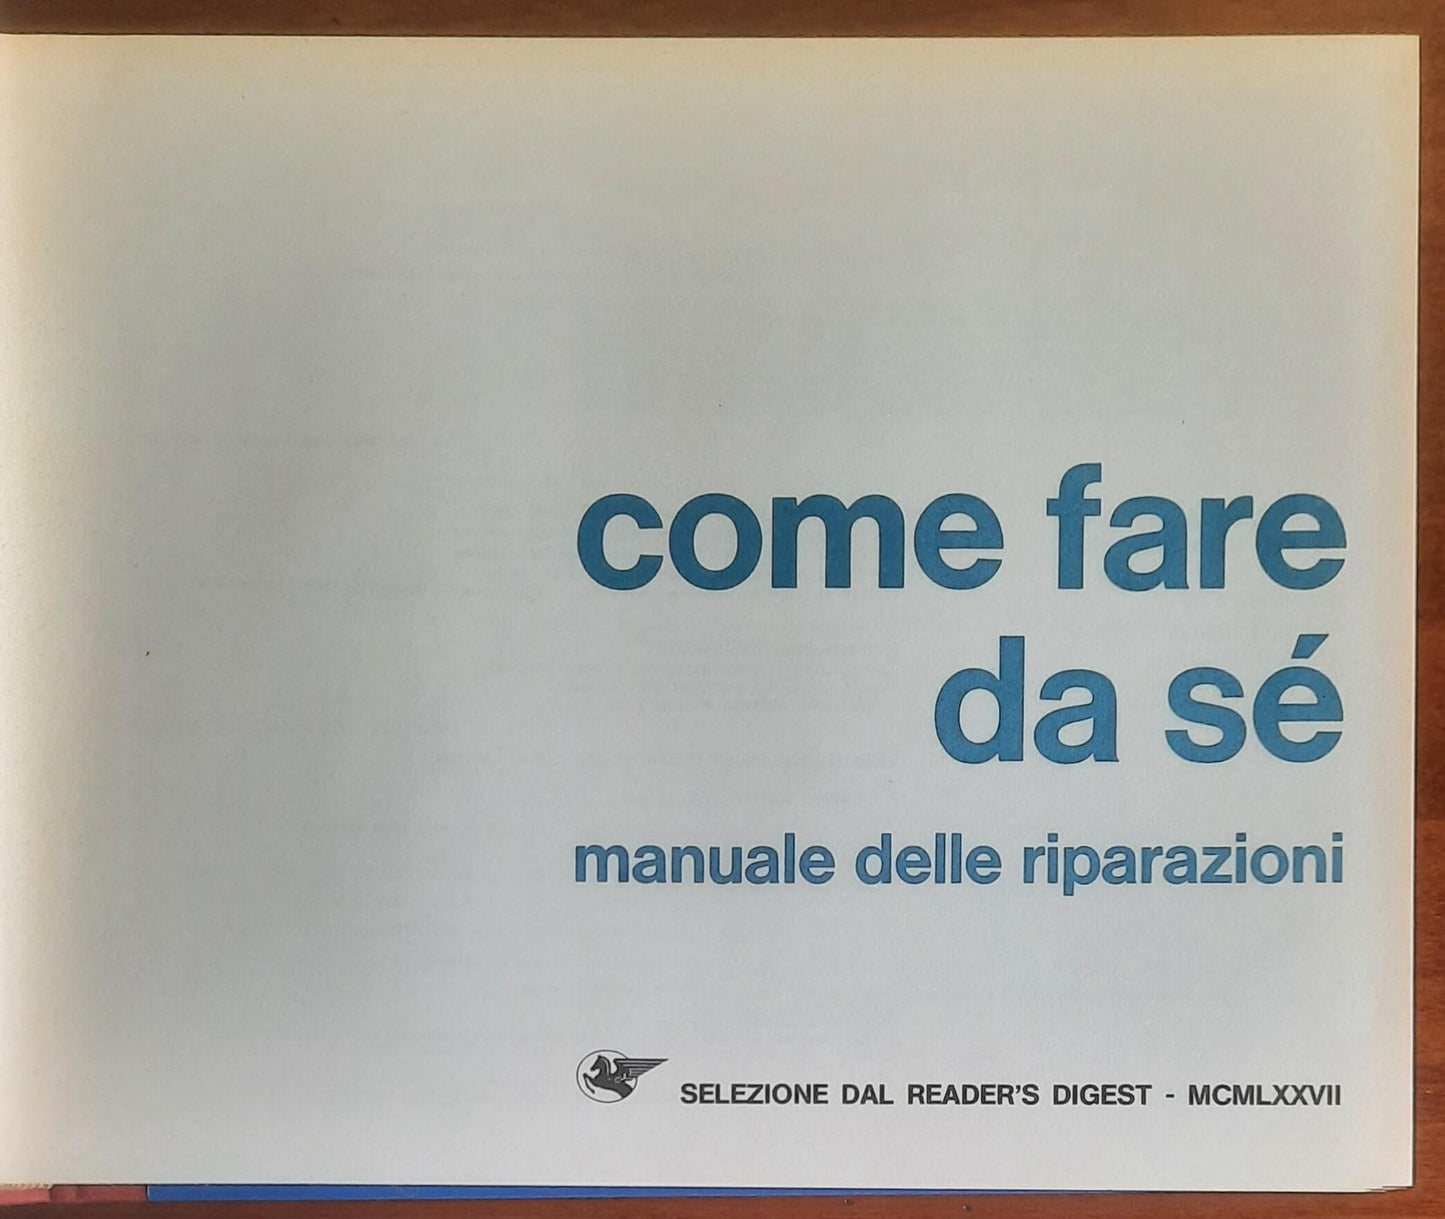 come fare
da sé
manuale delle riparazioni
SELEZIONE DAL READER'S DIGEST - MCMLXXVII